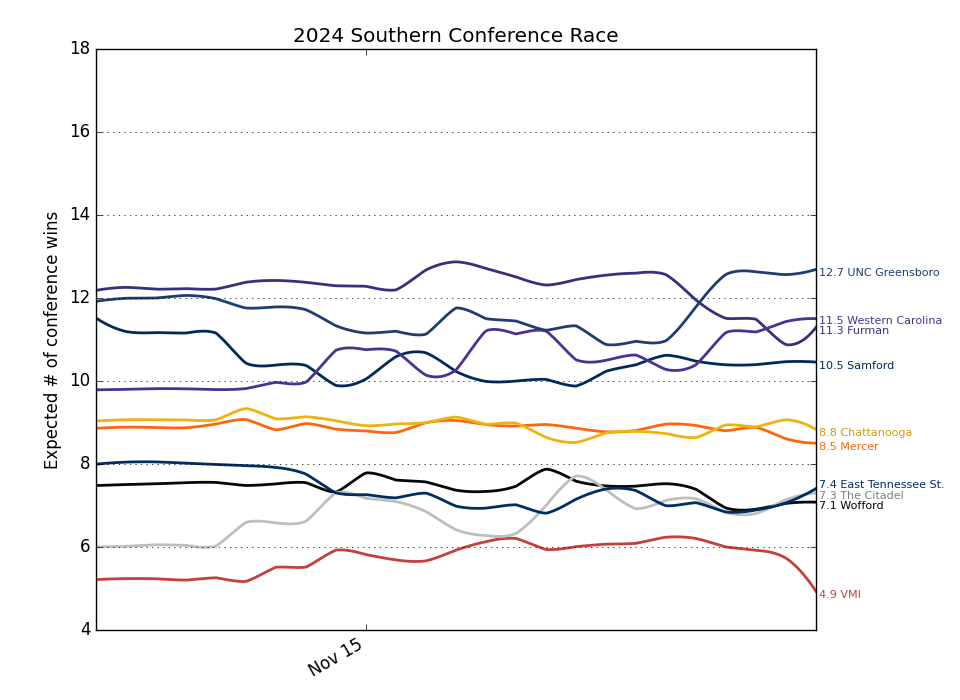 2024 Southern Conference Race
Expected # of conference wins
18
16
14
12
10
8
6
4
Nov 15
12.7 UNC Greensboro
11.5 Western Carolina
11.3 Furman
10.5 Samford
8.8 Chattanooga
8.5 Mercer
7.4 East Tennessee St.
7.3 The Citadel
7.1 Wofford
4.9 VMI